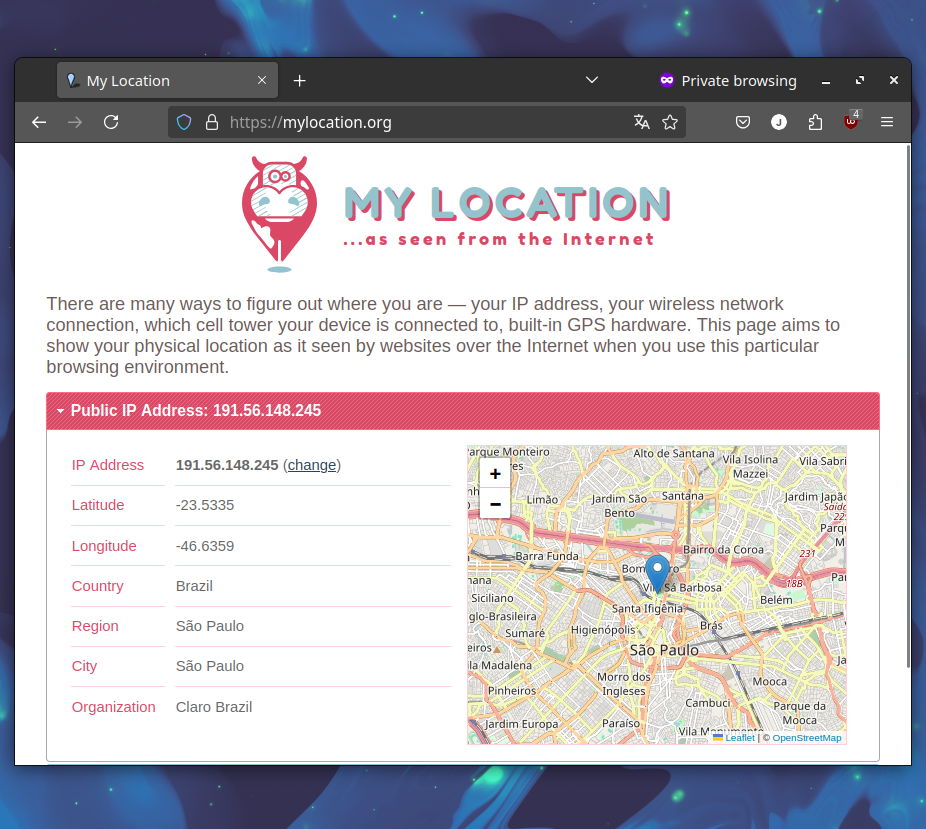 My Location
Private browsing
https://mylocation.org
J
4
MY LOCATION
...as seen from the Internet
There are many ways to figure out where you are — your IP address, your wireless network
connection, which cell tower your device is connected to, built-in GPS hardware. This page aims to
show your physical location as it seen by websites over the Internet when you use this particular
browsing environment.
Public IP Address: 191.56.148.245
IP Address 191.56.148.245 (change)
Latitude -23.5335
Longitude -46.6359
Country Brazil
Region São Paulo
City São Paulo
Organization Claro Brazil
+
−
arque Monteiro
Alto de Santana
Vila Isolina
Mazzei
Vila Sabri
Limão
Jardim São
Bento
Santana
Jardim Japão
Barra Funda
Bairro da Coroa
231
18B
Siciliano
Vila Sá Barbosa
Santa Ifigênia
Belém
glo-Brasileira
Sumaré
Higienópolis
Brás
São Paulo
la Madalena
Morro dos
Ingleses
Mooca
Pinheiros
Cambuci
Parque da
Mooca
Jardim Europa
Paraíso
Leaflet | © OpenStreetMap